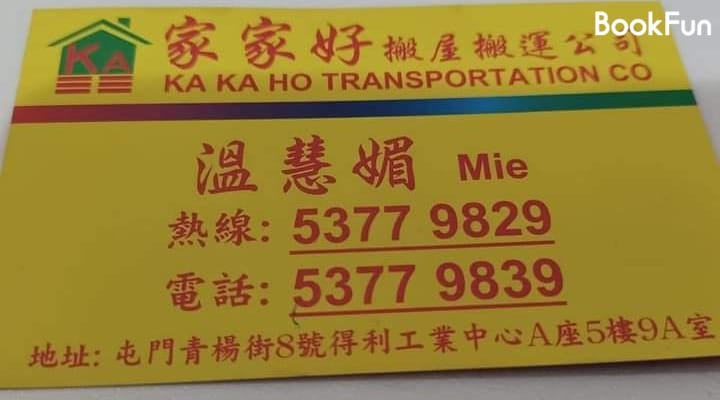 BookFun
KA
家家好搬屋搬運公司
KA KA HO TRANSPORTATION CO
溫慧媚 Mie
熱線: 5377 9829
電話: 5377 9839
地址: 屯門青楊街8號得利工業中心A座5樓9A室